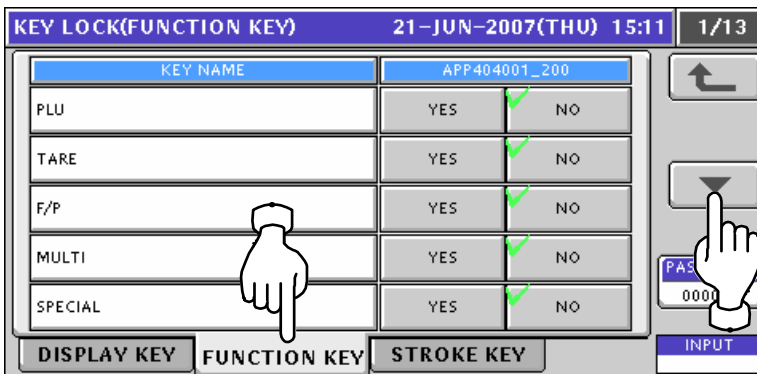 KEY LOCK(FUNCTION KEY) 21-JUN-2007(THU) 15:11 1/13
KEY NAME APP404001_200
PLU YES NO
TARE YES NO
F/P YES NO
MULTI YES NO
SPECIAL YES NO
DISPLAY KEY FUNCTION KEY STROKE KEY INPUT